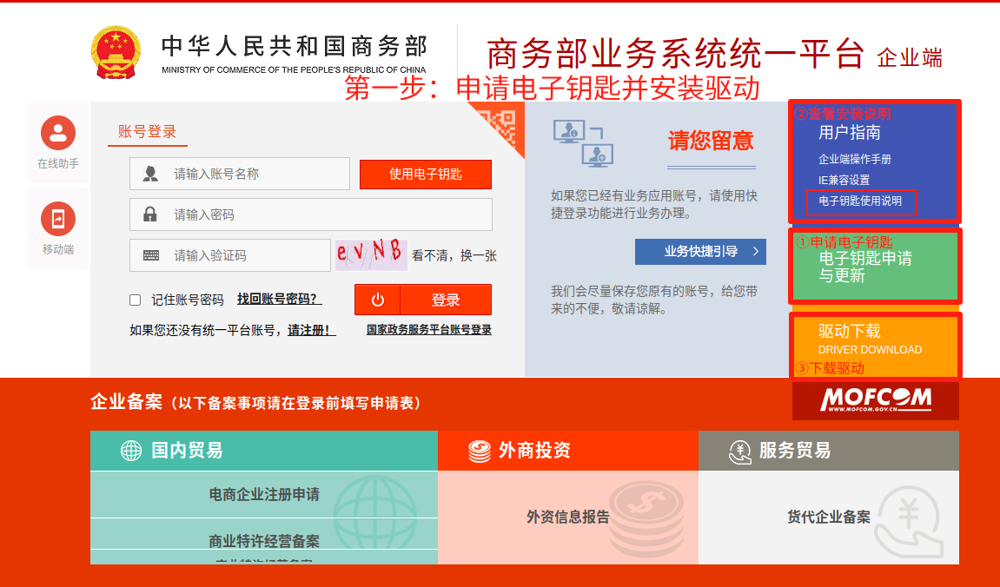 中华人民共和国商务部
MINISTRY OF COMMERCE OF THE PEOPLE'S REPUBLIC OF CHINA
商务部业务系统统一平台 企业端
第一步：申请电子钥匙并安装驱动
在线助手
移动端
账号登录
请输入账号名称
使用电子钥匙
请输入密码
请输入验证码
evNB
看不清，换一张
记住账号密码
找回账号密码？
登录
如果您还没有统一平台账号，请注册！
国家政务服务平台账号登录
请您留意
如果您已经有业务应用账号，请使用快
捷登录功能进行业务办理。
业务快捷引导
我们会尽量保存您原有的账号，给您带
来的不便，敬请谅解。
②查看安装说明
用户指南
企业端操作手册
IE兼容设置
电子钥匙使用说明
①申请电子钥匙
电子钥匙申请
与更新
驱动下载
DRIVER DOWNLOAD
③下载驱动
MOFCOM
WWW.MOFCOM.GOV.CN
企业备案（以下备案事项请在登录前填写申请表）
国内贸易
电商企业注册申请
商业特许经营备案
外商投资
外资信息报告
服务贸易
货代企业备案